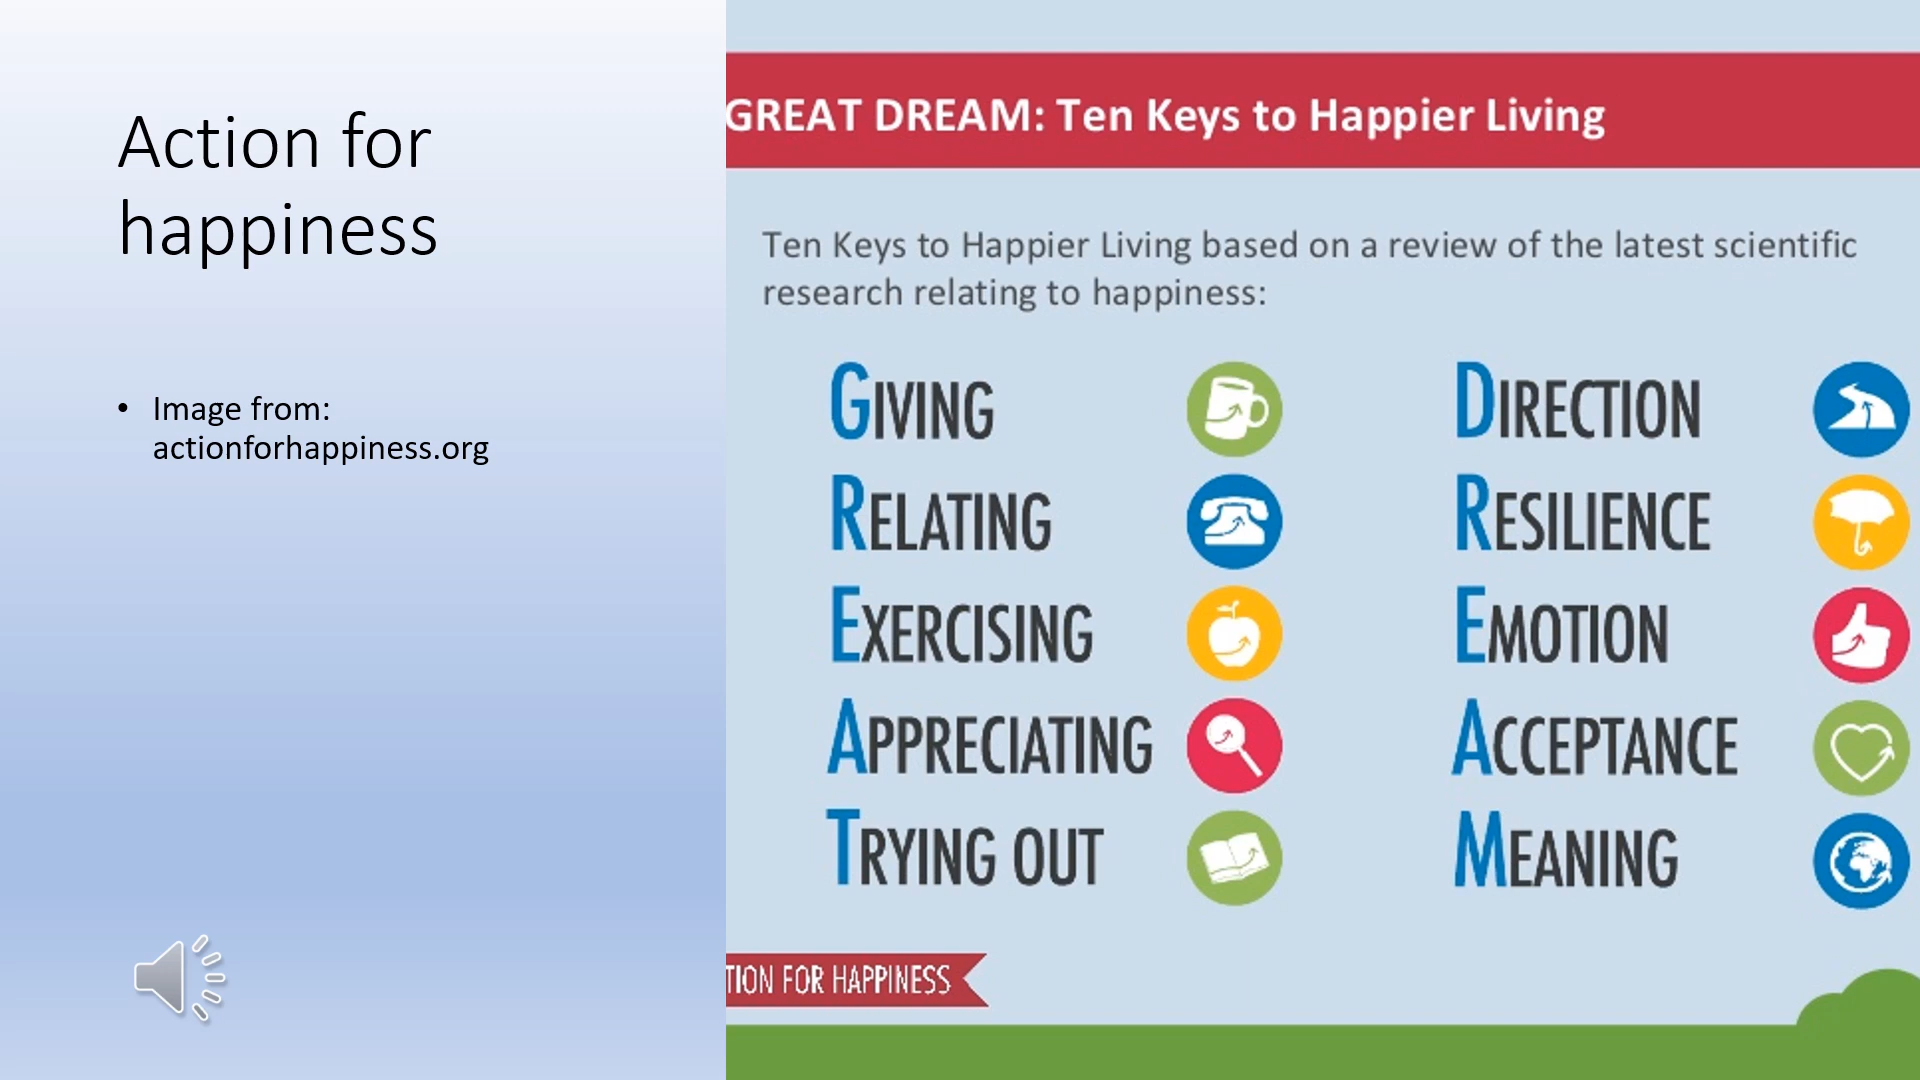 Action for
happiness
• Image from:
actionforhappiness.org
GREAT DREAM: Ten Keys to Happier Living
Ten Keys to Happier Living based on a review of the latest scientific
research relating to happiness:
GIVING
RELATING
EXERCISING
APPRECIATING
TRYING OUT
DIRECTION
RESILIENCE
EMOTION
ACCEPTANCE
MEANING
TION FOR HAPPINESS